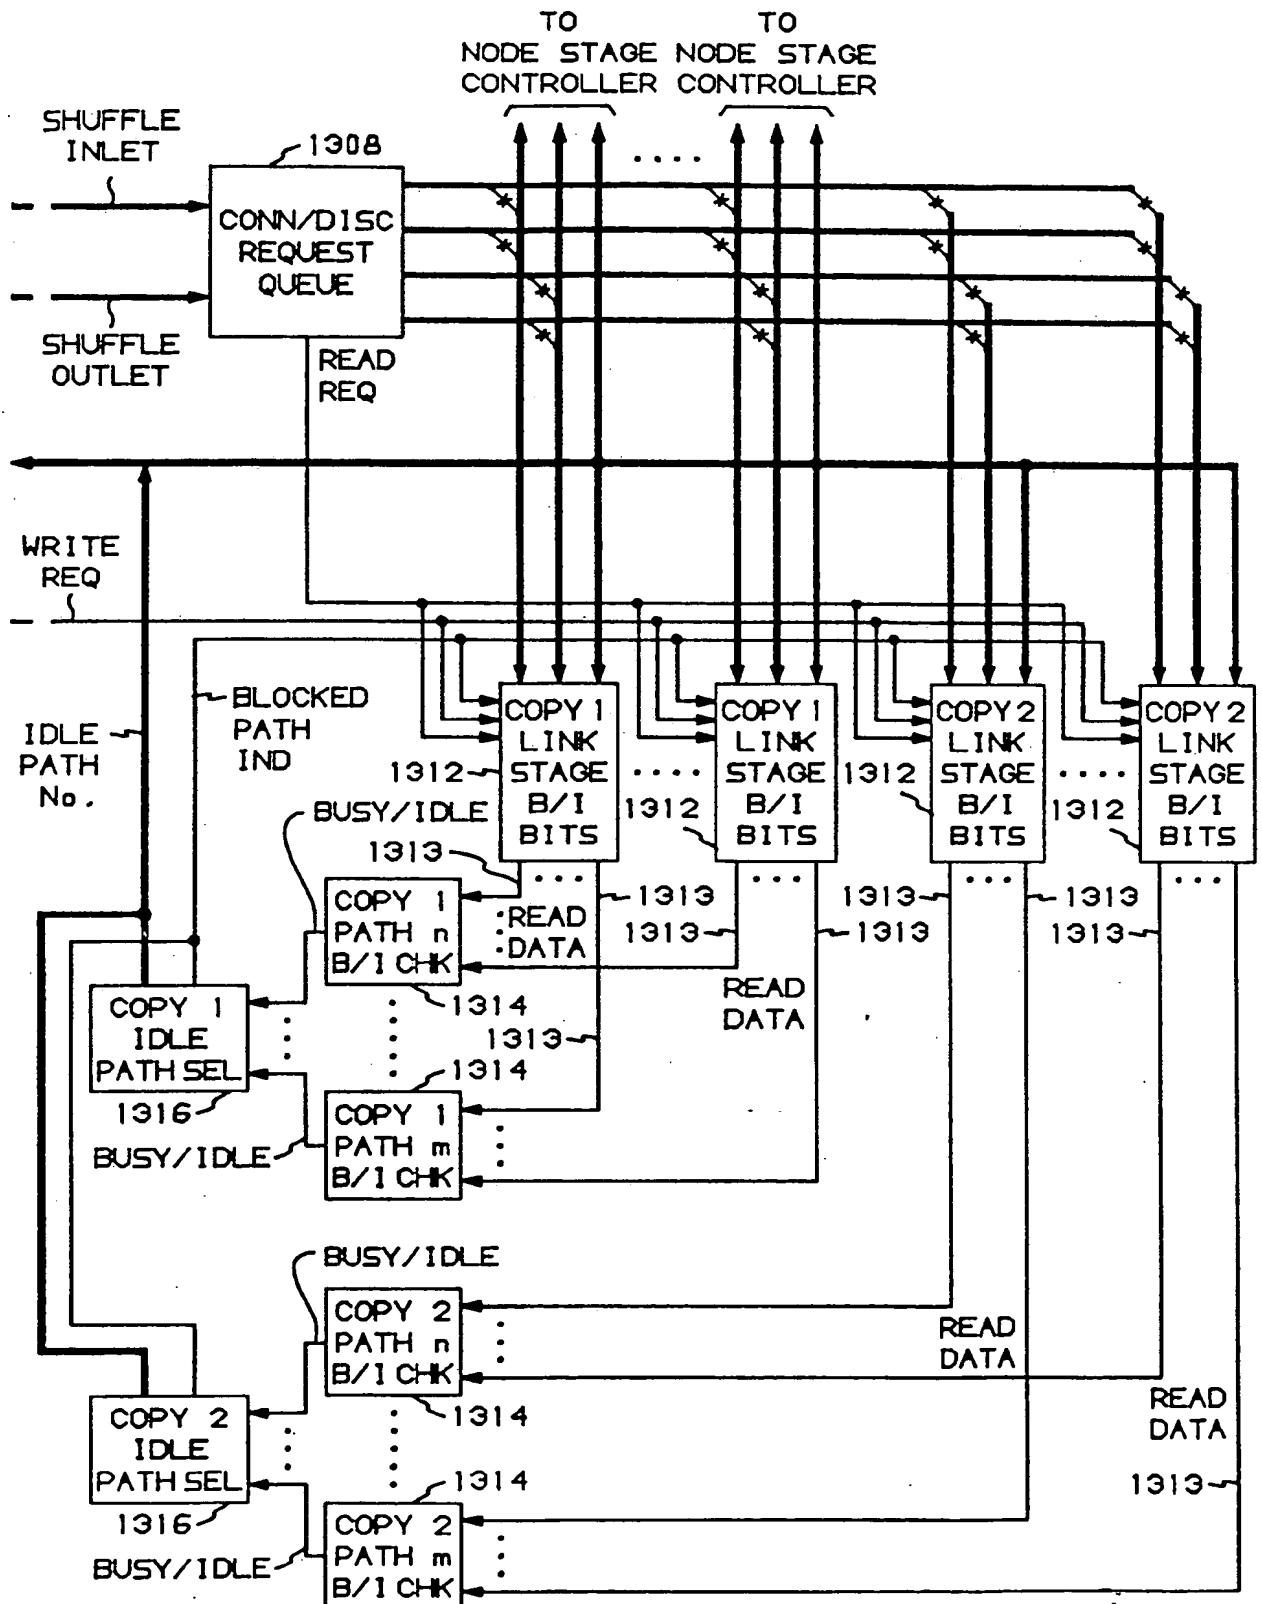 TO
NODE STAGE
CONTROLLER
TO
NODE STAGE
CONTROLLER
SHUFFLE
INLET
1308
CONN/DISC
REQUEST
QUEUE
SHUFFLE
OUTLET
READ
REQ
WRITE
REQ
BLOCKED
PATH
IND
IDLE
PATH
No.
COPY 1
LINK
STAGE
B/I
BITS
1312
COPY 1
LINK
STAGE
B/I
BITS
1312
COPY 2
LINK
STAGE
B/I
BITS
1312
COPY 2
LINK
STAGE
B/I
BITS
1312
BUSY/IDLE
1313
1313
1313
1313
1313
1313
1313
1313
COPY 1
PATH n
B/I CHK
READ
DATA
1314
READ
DATA
COPY 1
IDLE
PATH SEL
1316
1314
COPY 1
PATH m
B/I CHK
BUSY/IDLE
BUSY/IDLE
COPY 2
PATH n
B/I CHK
READ
DATA
1314
READ
DATA
COPY 2
IDLE
PATH SEL
1316
1314
1313
COPY 2
PATH m
B/I CHK
BUSY/IDLE